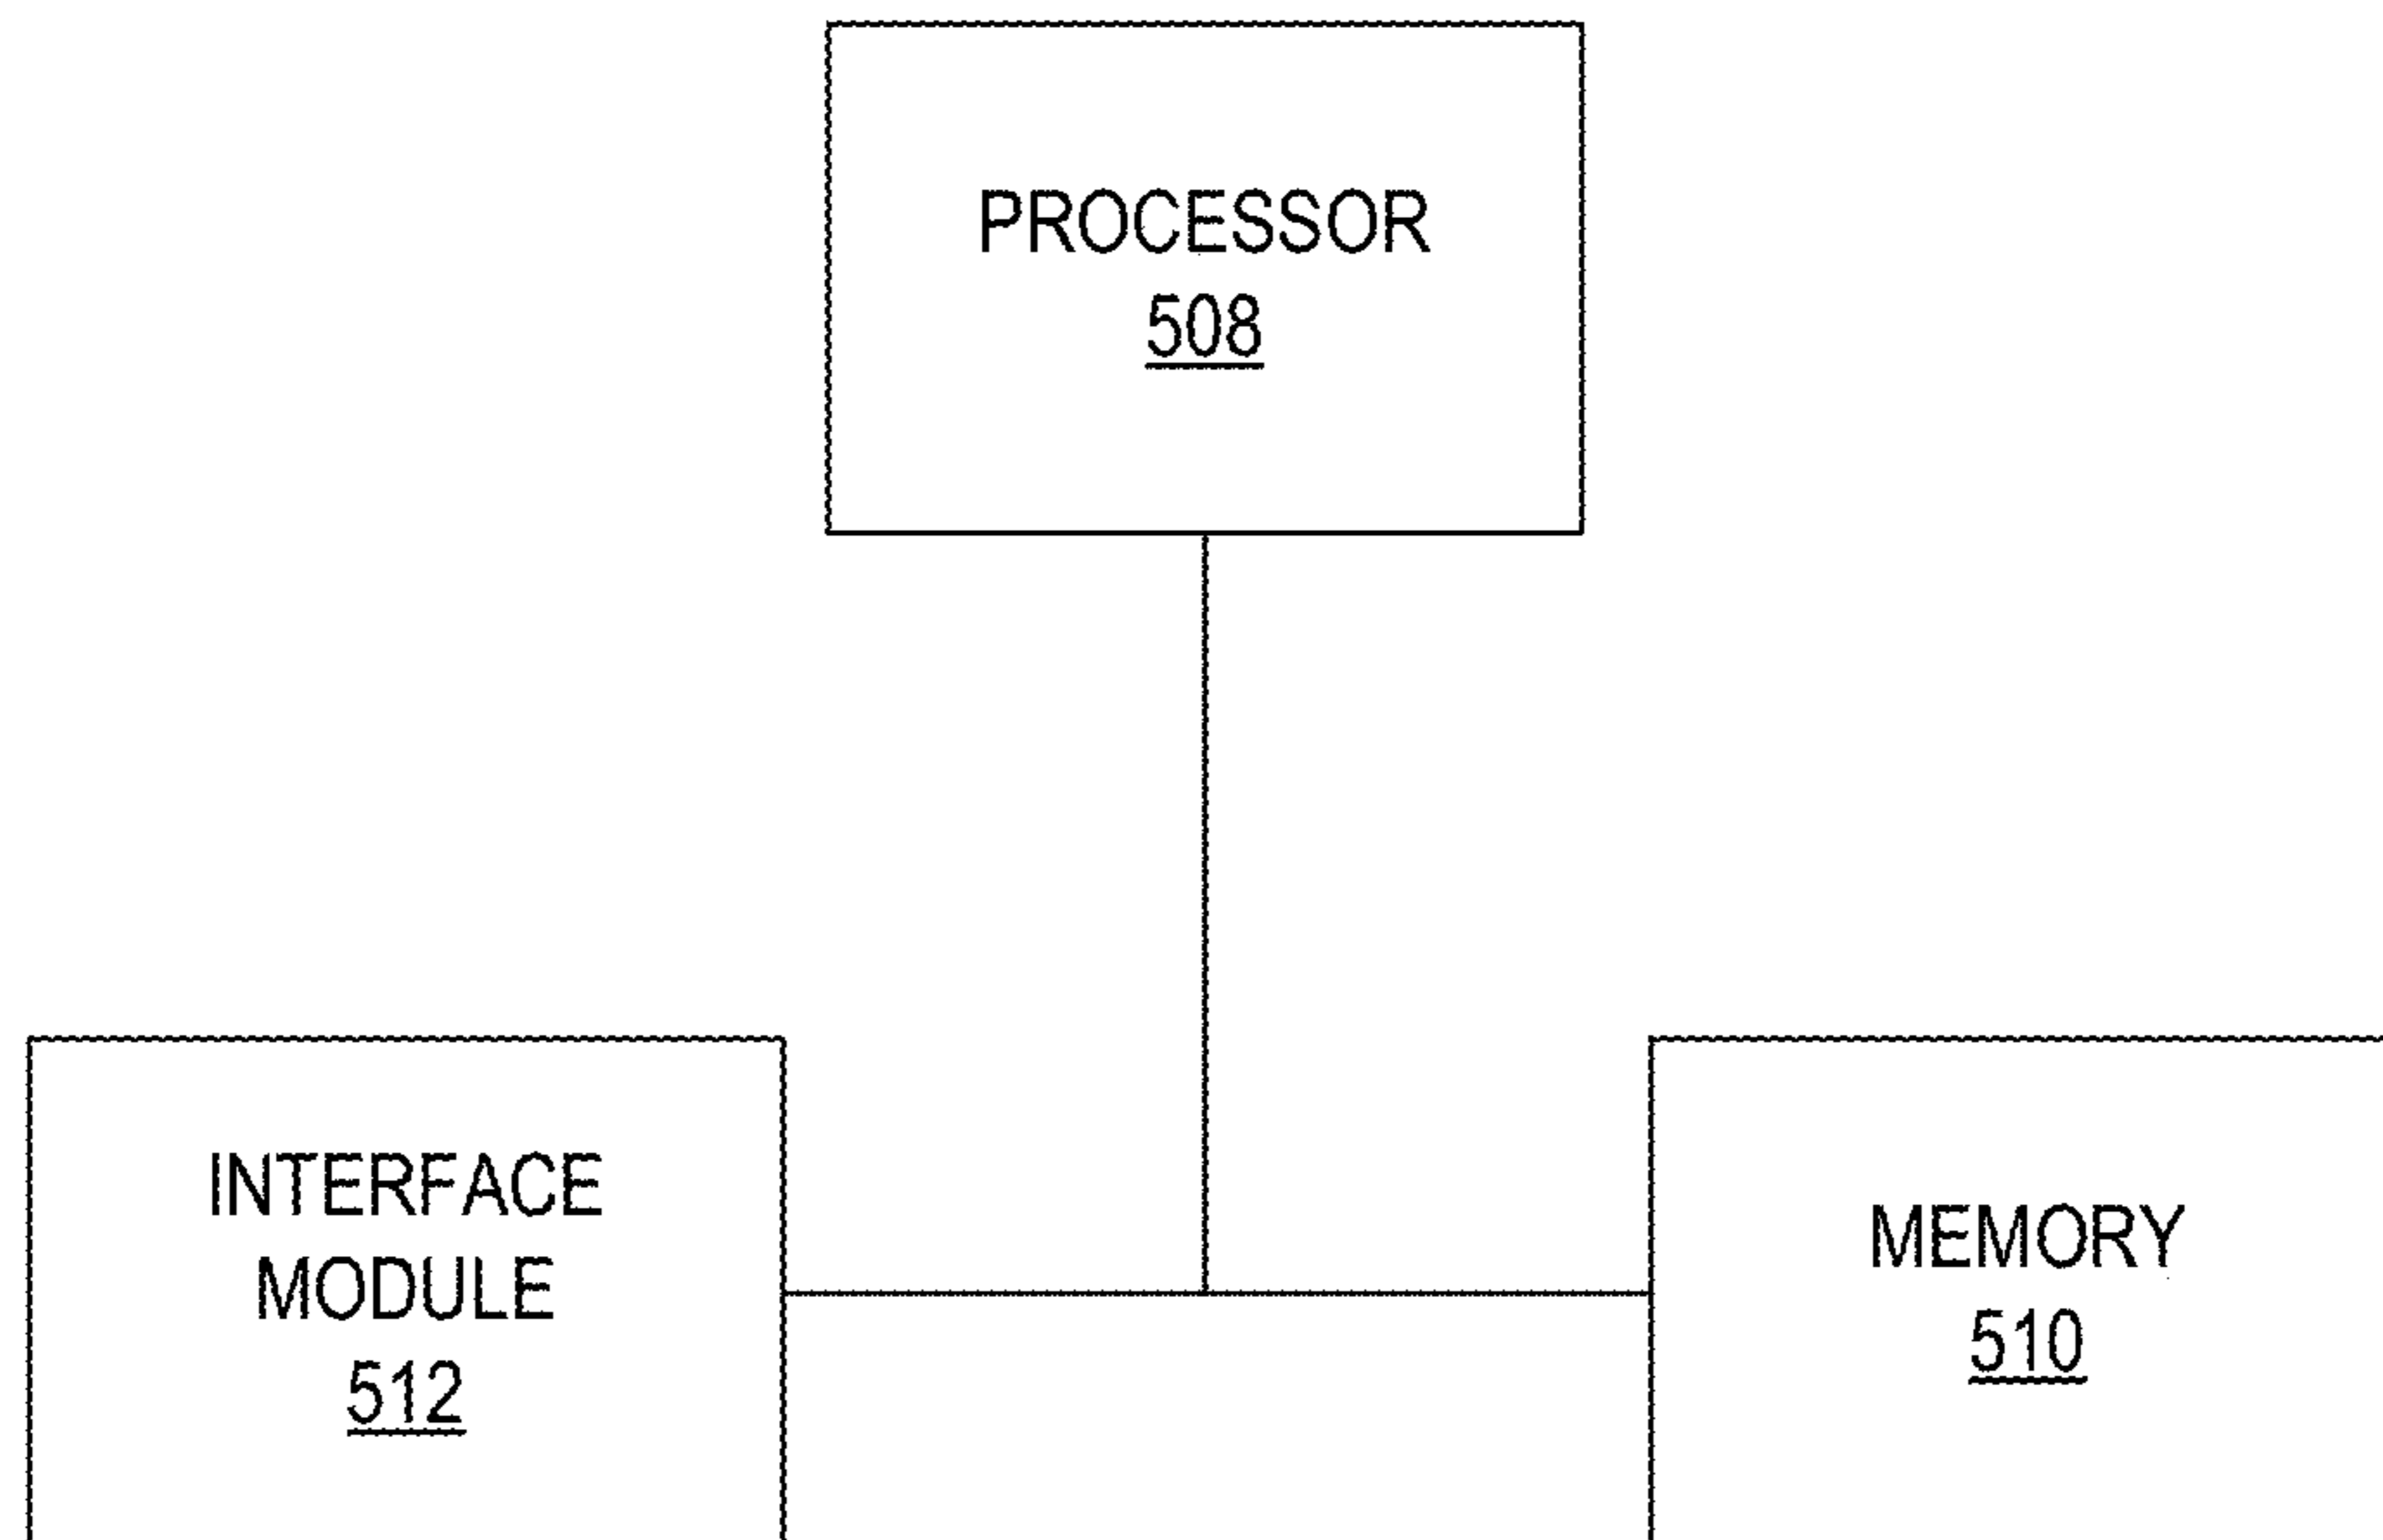 PROCESSOR
508
INTERFACE
MODULE
512
MEMORY
510